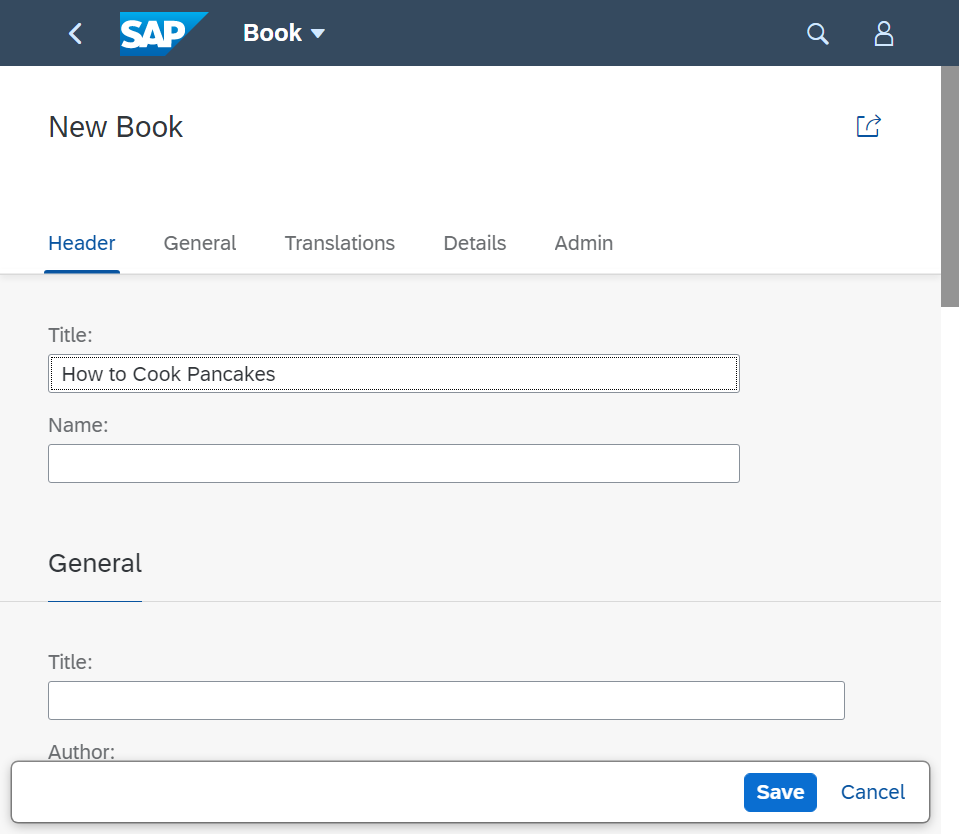 SAP Book
New Book
Header General Translations Details Admin
Title:
How to Cook Pancakes
Name:
General
Title:
Author:
Save Cancel